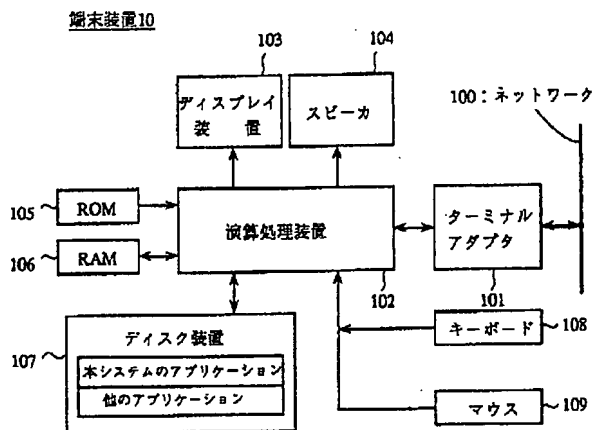 端末装置10
103
104
ディスプレイ
装 置
スピーカ
100：ネットワーク
105
ROM
演算処理装置
ターミナル
アダプタ
106
RAM
102
101
ディスク装置
キーボード
108
107
本システムのアプリケーション
他のアプリケーション
マウス
109